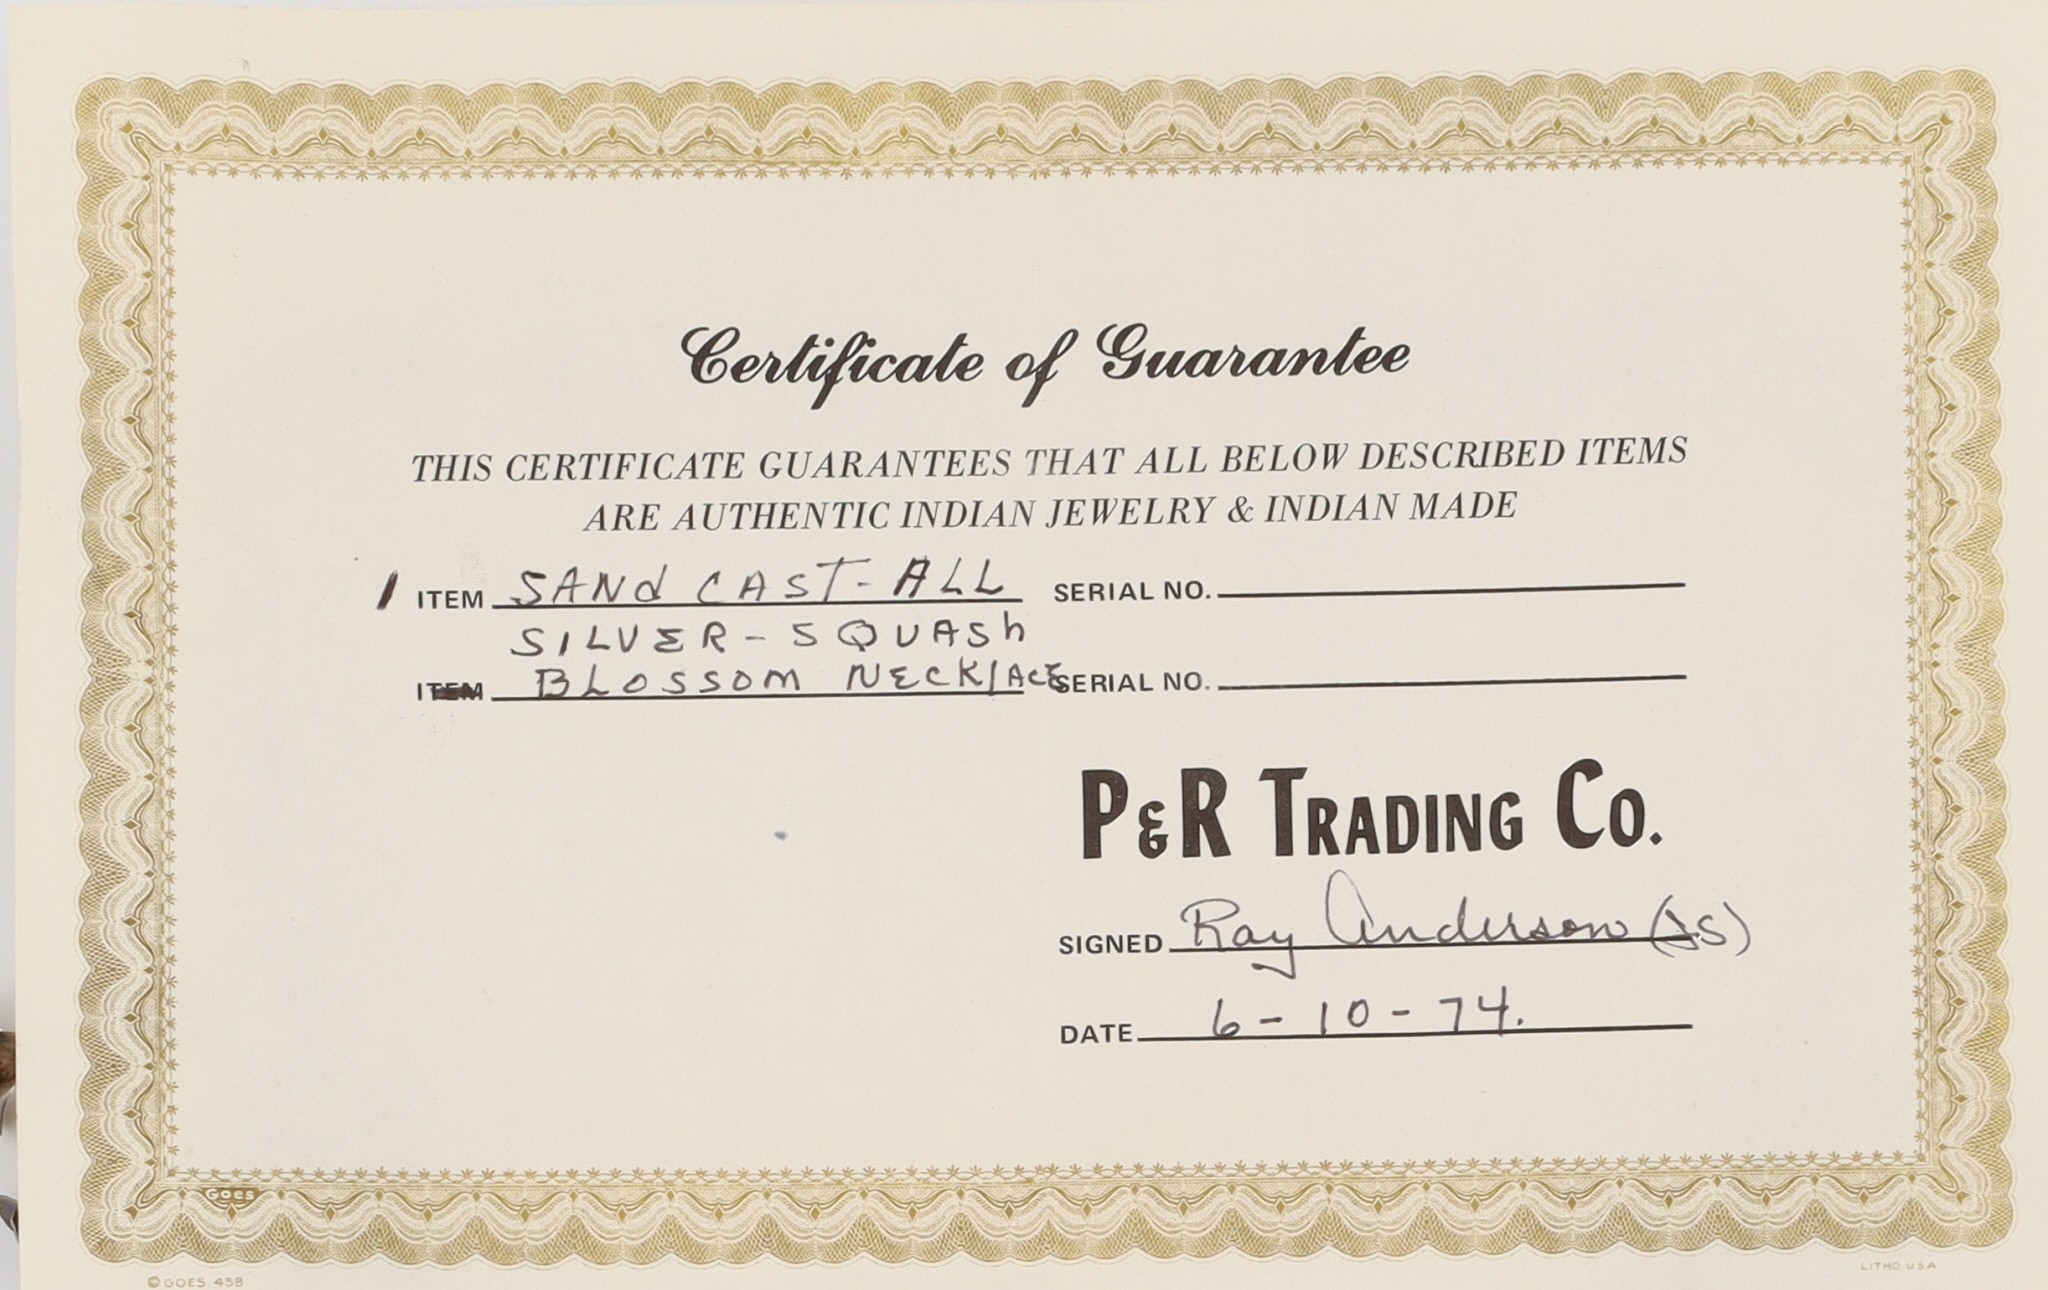 Certificate of Guarantee
THIS CERTIFICATE GUARANTEES THAT ALL BELOW DESCRIBED ITEMS
ARE AUTHENTIC INDIAN JEWELRY & INDIAN MADE
1 ITEM SANd CAST-ALL SERIAL NO.
SILVER-SQUASh
ITEM BLOSSOM NECKlACE SERIAL NO.
P&R TRADING CO.
SIGNED Ray Anderson (JS)
DATE 6-10-74.
Goes
©GOES 458
LITHO USA